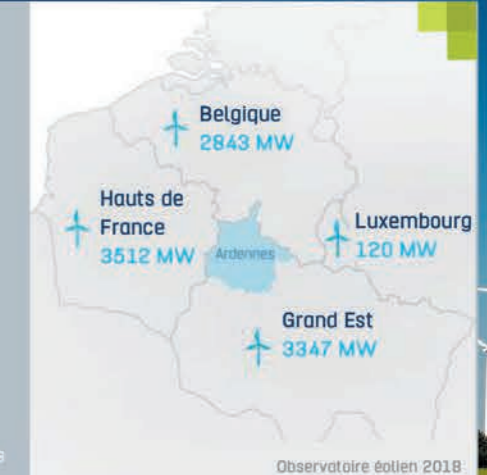 Belgique
2843 MW
Hauts de
France
3512 MW
Ardennes
Luxembourg
120 MW
Grand Est
3347 MW
Observatoire éolien 2018